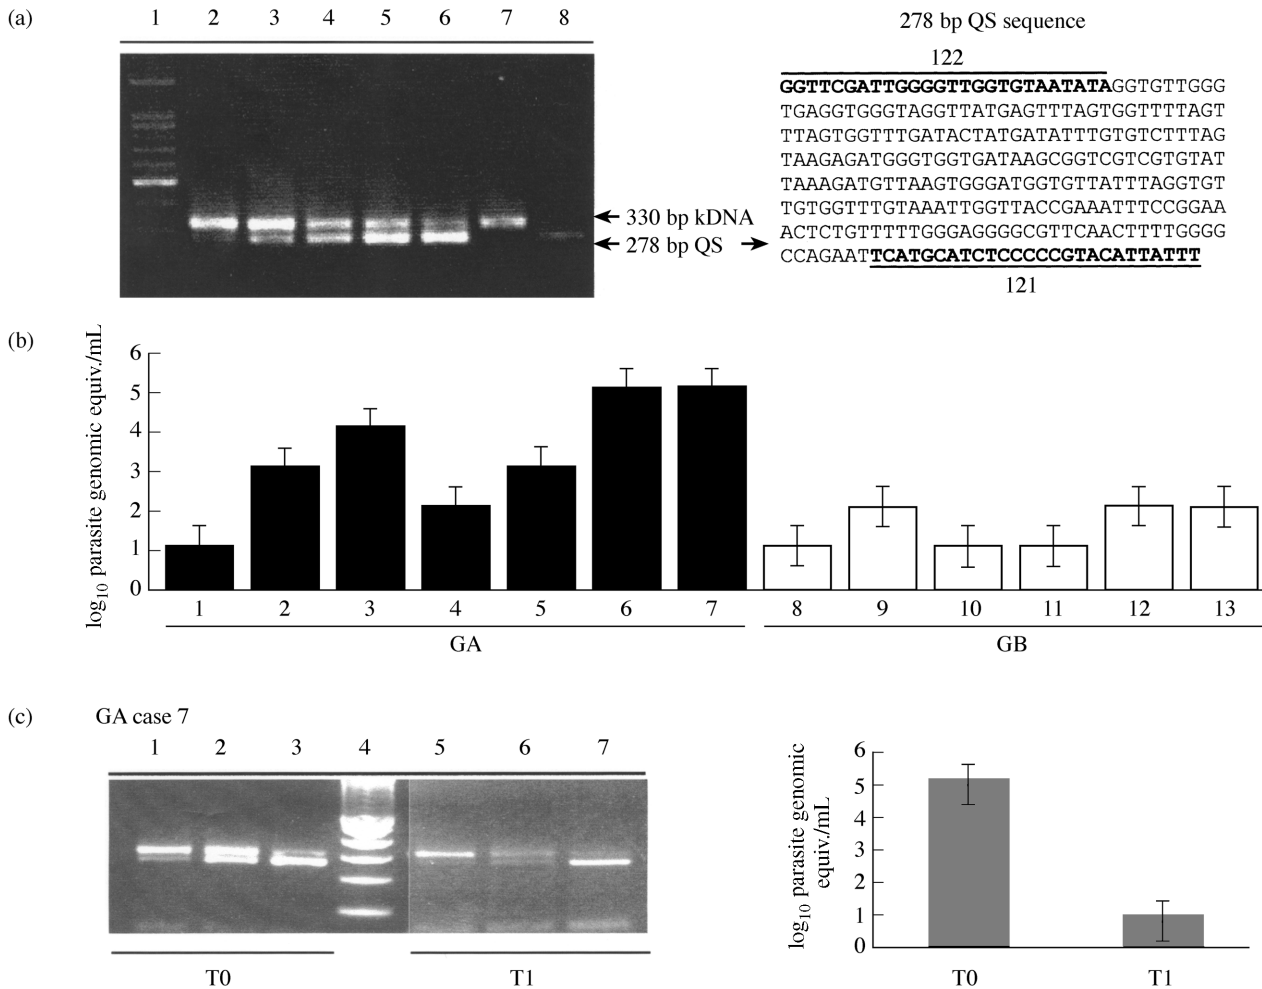 (a)
1 2 3 4 5 6 7 8
330 bp kDNA
278 bp QS
278 bp QS sequence
122
GGTTCGATTGGGGTTGGTGTAATATAGGTGTTGGG
TGAGGTGGGTAGGTTATGAGTTTAGTGGTTTTAGT
TTAGTGGTTTGATACTATGATATTTGTGTCTTTAG
TAAGAGATGGGTGGTGATAAGCGGTCGTCGTGTAT
TAAAGATGTTAAGTGGGATGGTGTTATTTAGGTGT
TGTGGTTTGTAAATTGGTTACCGAAATTTCCGGAA
ACTCTGTTTTTGGGAGGGGCGTTCAACTTTTGGGG
CCAGAATTCATGCATCTCCCCCGTACATTATTT
121
(b)
log10 parasite genomic equiv./mL
6
5
4
3
2
1
0
1 2 3 4 5 6 7 8 9 10 11 12 13
GA GB
(c)
GA case 7
1 2 3 4 5 6 7
T0 T1
log10 parasite genomic
equiv./mL
6
5
4
3
2
1
0
T0 T1